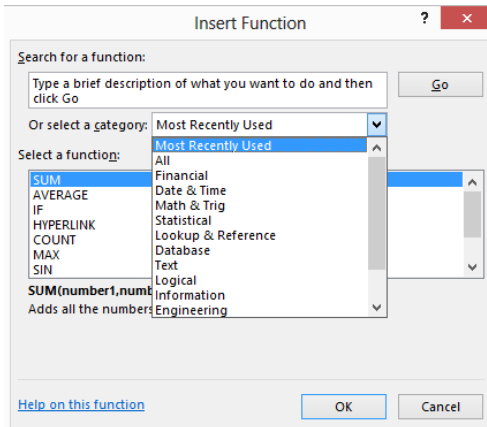 Insert Function
?
×
Search for a function:
Type a brief description of what you want to do and then
click Go
Go
Or select a category: Most Recently Used
Most Recently Used
All
Financial
Date & Time
Math & Trig
Statistical
Lookup & Reference
Database
Text
Logical
Information
Engineering
Select a function:
SUM
AVERAGE
IF
HYPERLINK
COUNT
MAX
SIN
SUM(number1,numb
Adds all the numbers
Help on this function
OK
Cancel